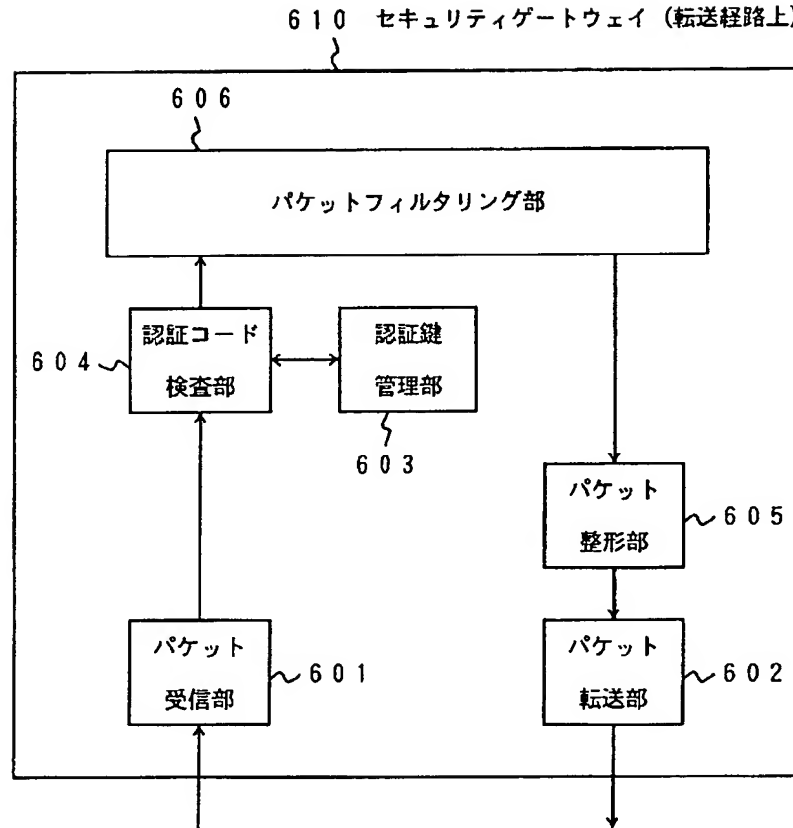 610 セキュリティゲートウェイ (転送経路上)
606
パケットフィルタリング部
604
認証コード
検査部
認証鍵
管理部
603
パケット
整形部
605
パケット
受信部
601
パケット
転送部
602